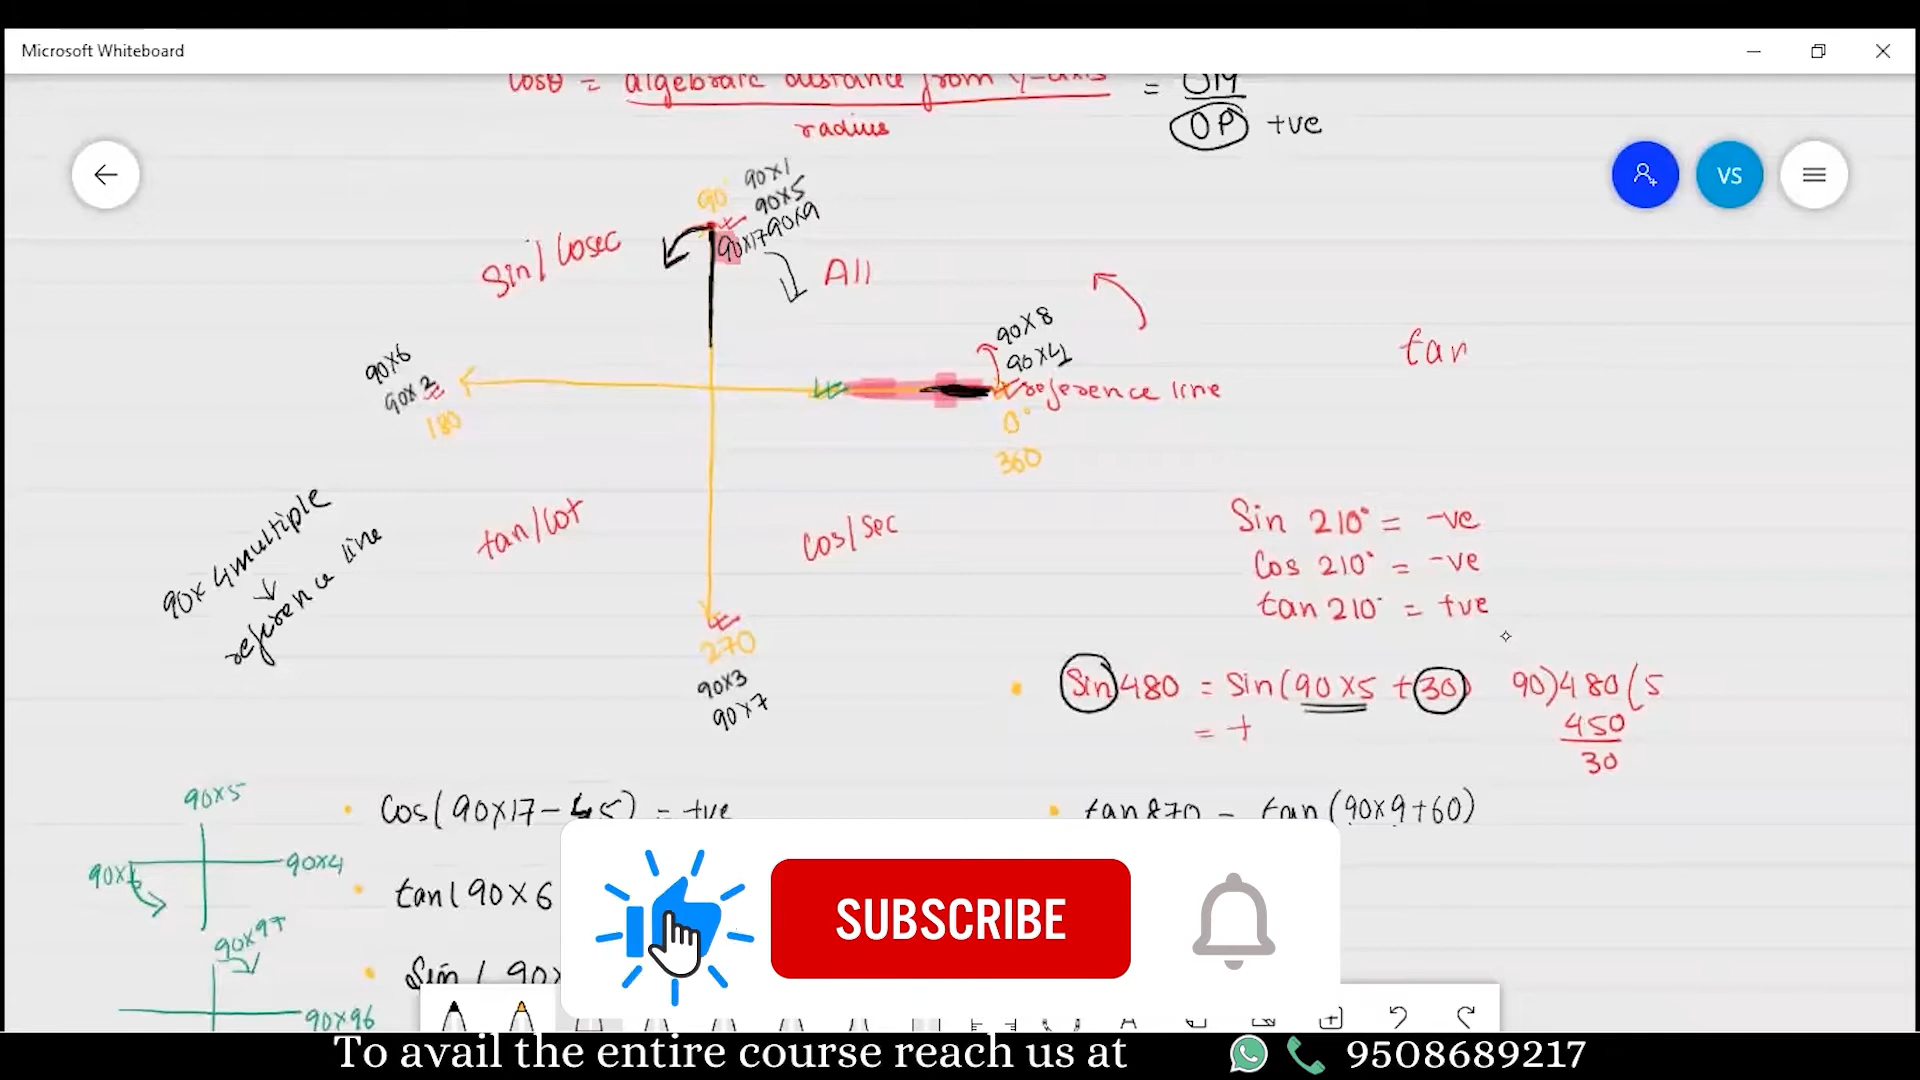 Microsoft Whiteboard
cosθ = algebraic distance from y-axis =
radius
OP +ve
VS
90
90×1
90×5
90×9
90×17
Sin/Cosec
All
90×8
90×4
reference line
0°
360
tan
90×6
90×2
180
90×4multiple
reference line
tan/cot
cos/sec
270
90×3
90×7
Sin 210° = -ve
Cos 210° = -ve
tan 210° = +ve
Sin 480 = Sin(90×5 + 30)
= +
90)480(5
450
30
90×5
90×4
cos(90×17-45) = +ve
tan 870 = tan(90×9+60)
tan(90×6
90×97
Sin(90×
90×96
SUBSCRIBE
To avail the entire course reach us at 9508689217